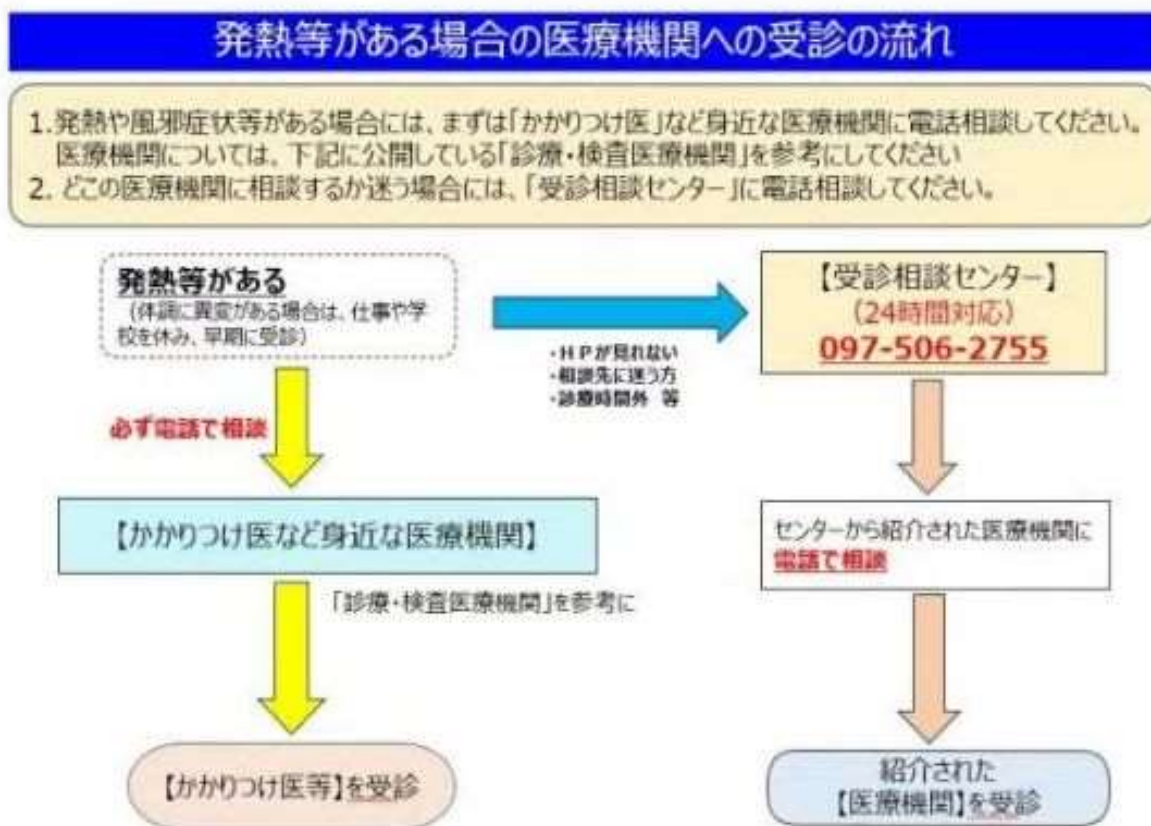 発熱等がある場合の医療機関への受診の流れ
1.発熱や風邪症状等がある場合には、まずは「かかりつけ医」など身近な医療機関に電話相談してください。
医療機関については、下記に公開している「診療・検査医療機関」を参考にしてください
2. どこの医療機関に相談するか迷う場合には、「受診相談センター」に電話相談してください。
発熱等がある
(体調に異変がある場合は、仕事や学
校を休み、早期に受診)
・HPが見れない
・相談先に迷う方
・診療時間外 等
【受診相談センター】
(24時間対応)
097-506-2755
必ず電話で相談
【かかりつけ医など身近な医療機関】
「診療・検査医療機関」を参考に
【かかりつけ医等】を受診
センターから紹介された医療機関に
電話で相談
紹介された
【医療機関】を受診